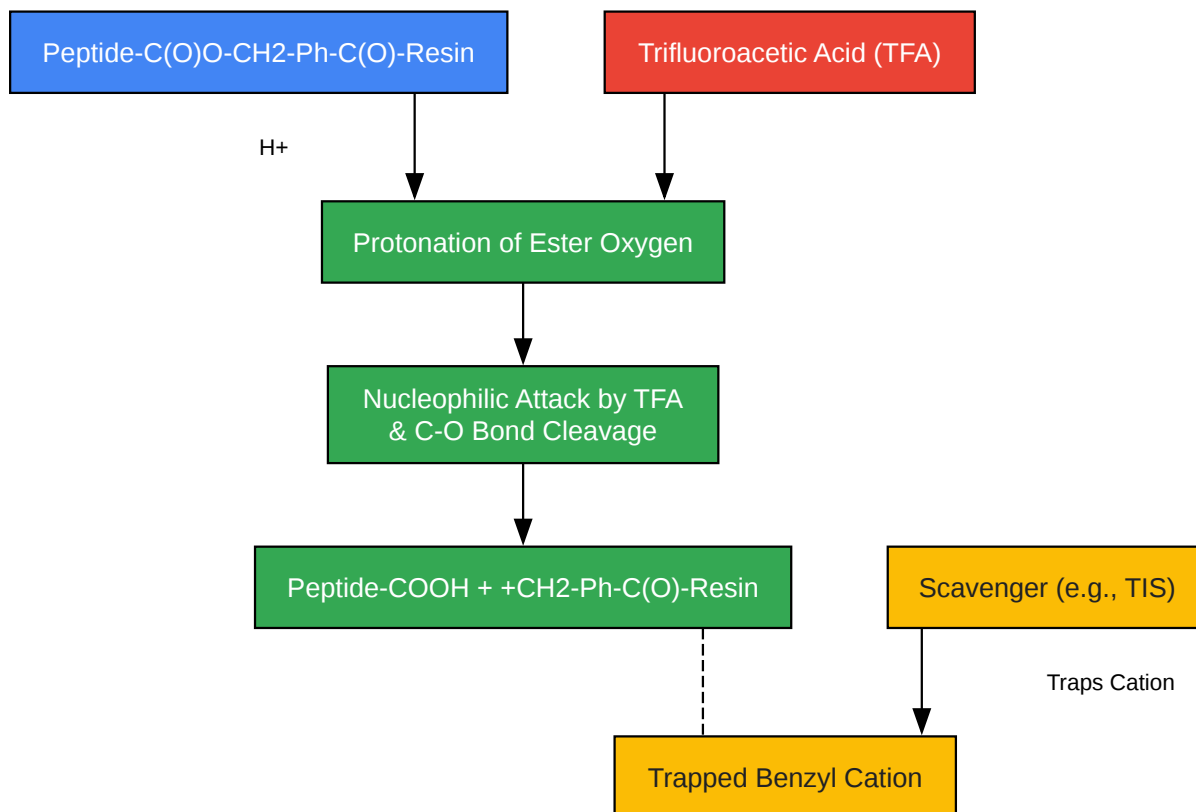 Peptide-C(O)O-CH2-Ph-C(O)-Resin
Trifluoroacetic Acid (TFA)
H+
Protonation of Ester Oxygen
Nucleophilic Attack by TFA
& C-O Bond Cleavage
Peptide-COOH + +CH2-Ph-C(O)-Resin
Scavenger (e.g., TIS)
Traps Cation
Trapped Benzyl Cation